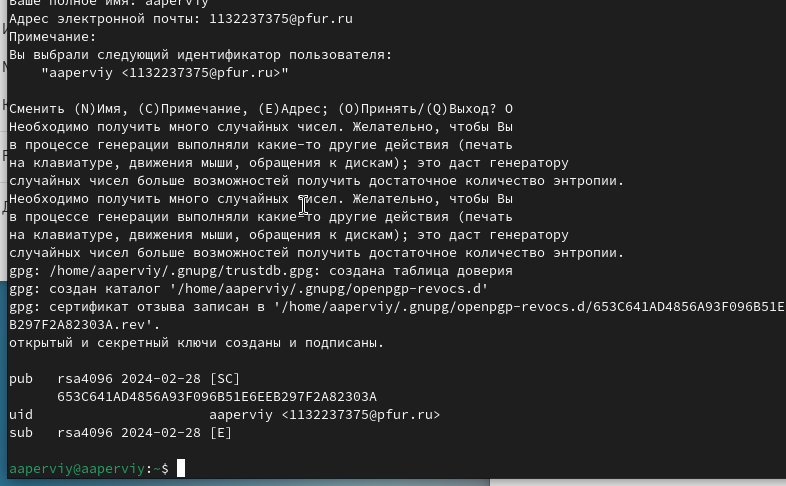 Ваше полное имя: aaperviy
Адрес электронной почты: 1132237375@pfur.ru
Примечание:
Вы выбрали следующий идентификатор пользователя:
    "aaperviy <1132237375@pfur.ru>"
Сменить (N)Имя, (C)Примечание, (E)Адрес; (O)Принять/(Q)Выход? O
Необходимо получить много случайных чисел. Желательно, чтобы Вы
в процессе генерации выполняли какие-то другие действия (печать
на клавиатуре, движения мыши, обращения к дискам); это даст генератору
случайных чисел больше возможностей получить достаточное количество энтропии.
Необходимо получить много случайных чисел. Желательно, чтобы Вы
в процессе генерации выполняли какие-то другие действия (печать
на клавиатуре, движения мыши, обращения к дискам); это даст генератору
случайных чисел больше возможностей получить достаточное количество энтропии.
gpg: /home/aaperviy/.gnupg/trustdb.gpg: создана таблица доверия
gpg: создан каталог '/home/aaperviy/.gnupg/openpgp-revocs.d'
gpg: сертификат отзыва записан в '/home/aaperviy/.gnupg/openpgp-revocs.d/653C641AD4856A93F096B51E
B297F2A82303A.rev'.
открытый и секретный ключи созданы и подписаны.
pub   rsa4096 2024-02-28 [SC]
      653C641AD4856A93F096B51E6EEB297F2A82303A
uid                      aaperviy <1132237375@pfur.ru>
sub   rsa4096 2024-02-28 [E]
aaperviy@aaperviy:~$